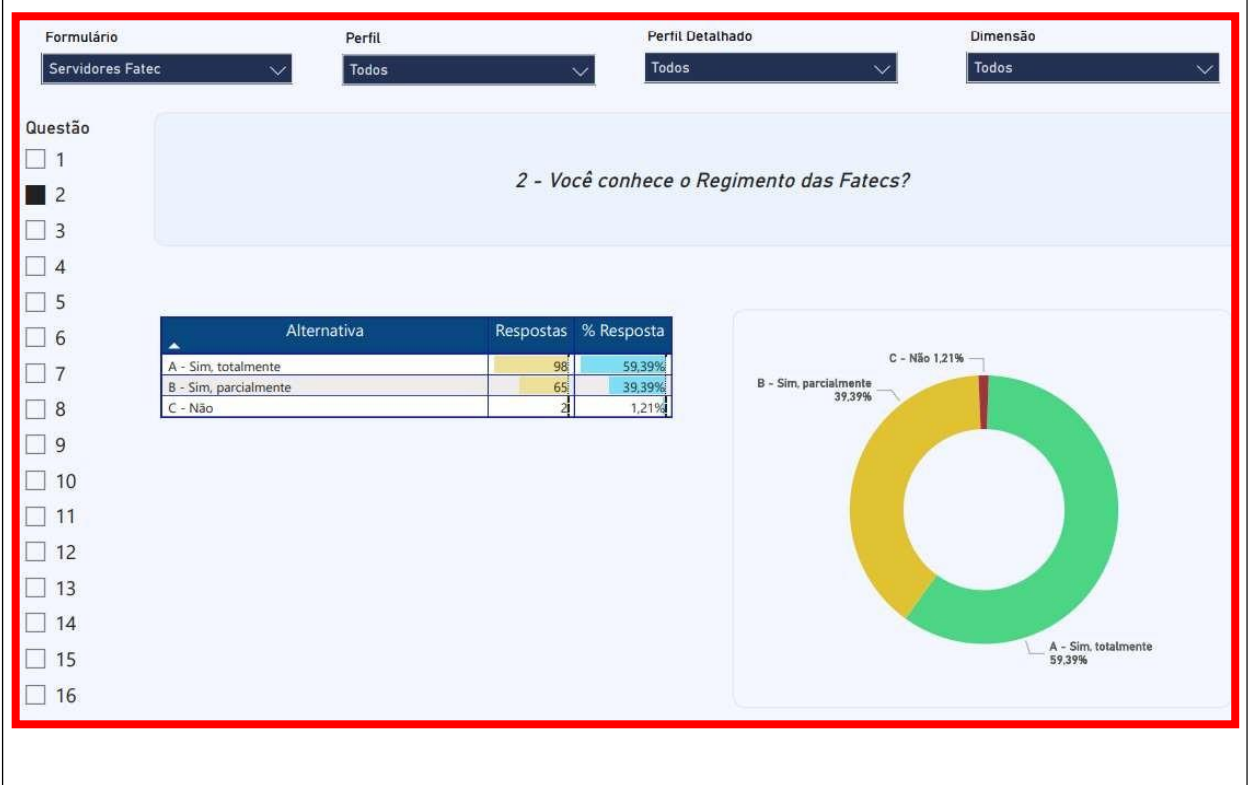 Formulário Perfil Perfil Detalhado Dimensão
Servidores Fatec Todos Todos Todos
Questão
1
2
3
4
5
6
7
8
9
10
11
12
13
14
15
16
2 - Você conhece o Regimento das Fatecs?
Alternativa Respostas % Resposta
A - Sim, totalmente 98 59,39%
B - Sim, parcialmente 65 39,39%
C - Não 2 1,21%
C - Não 1,21%
B - Sim, parcialmente
39,39%
A - Sim, totalmente
59,39%